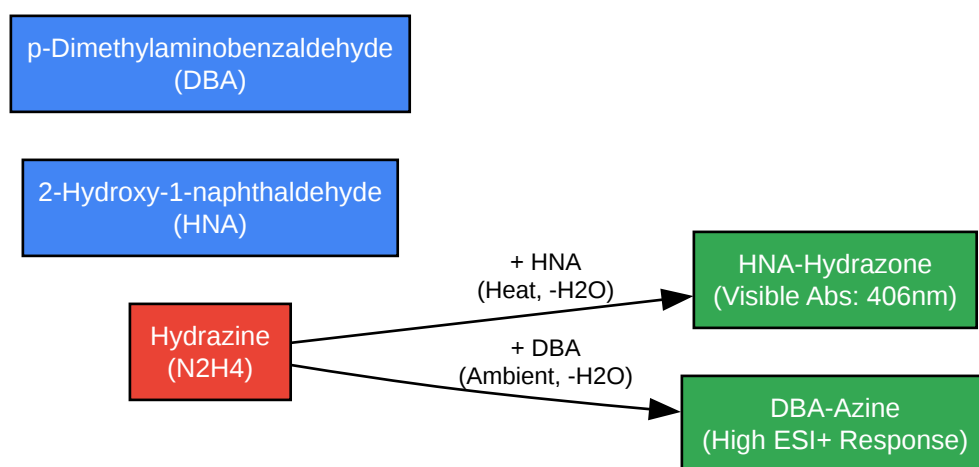 p-Dimethylaminobenzaldehyde
(DBA)
2-Hydroxy-1-naphthaldehyde
(HNA)
Hydrazine
(N2H4)
+ HNA
(Heat, -H2O)
+ DBA
(Ambient, -H2O)
HNA-Hydrazone
(Visible Abs: 406nm)
DBA-Azine
(High ESI+ Response)